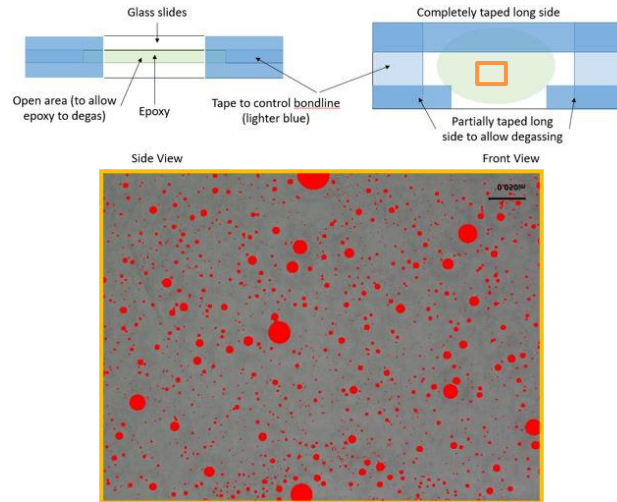 Glass slides
Completely taped long side
Open area (to allow
epoxy to degas)
Epoxy
Tape to control bondline
(lighter blue)
Partially taped long
side to allow degassing
Side View
Front View